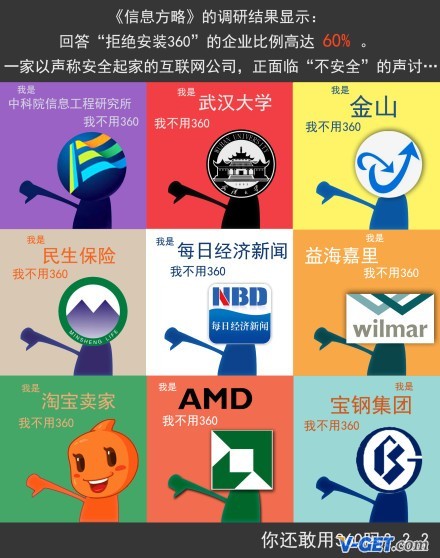 《信息方略》的调研结果显示：
回答“拒绝安装360”的企业比例高达 60% 。
一家以声称安全起家的互联网公司，正面临“不安全”的声讨…
我是
中科院信息工程研究所
我不用360
我是
武汉大学
我不用360
WUHAN UNIVERSITY
1893
武汉大学
我是
金山
我不用360
我是
民生保险
我不用360
MINSHENG LIFE
我是
每日经济新闻
我不用360
NBD
每日经济新闻
我是
益海嘉里
我不用360
wilmar
我是
淘宝卖家
我不用360
我是
AMD
我不用360
我是
宝钢集团
我不用360
你还敢用360吗？？？
V-GET.com